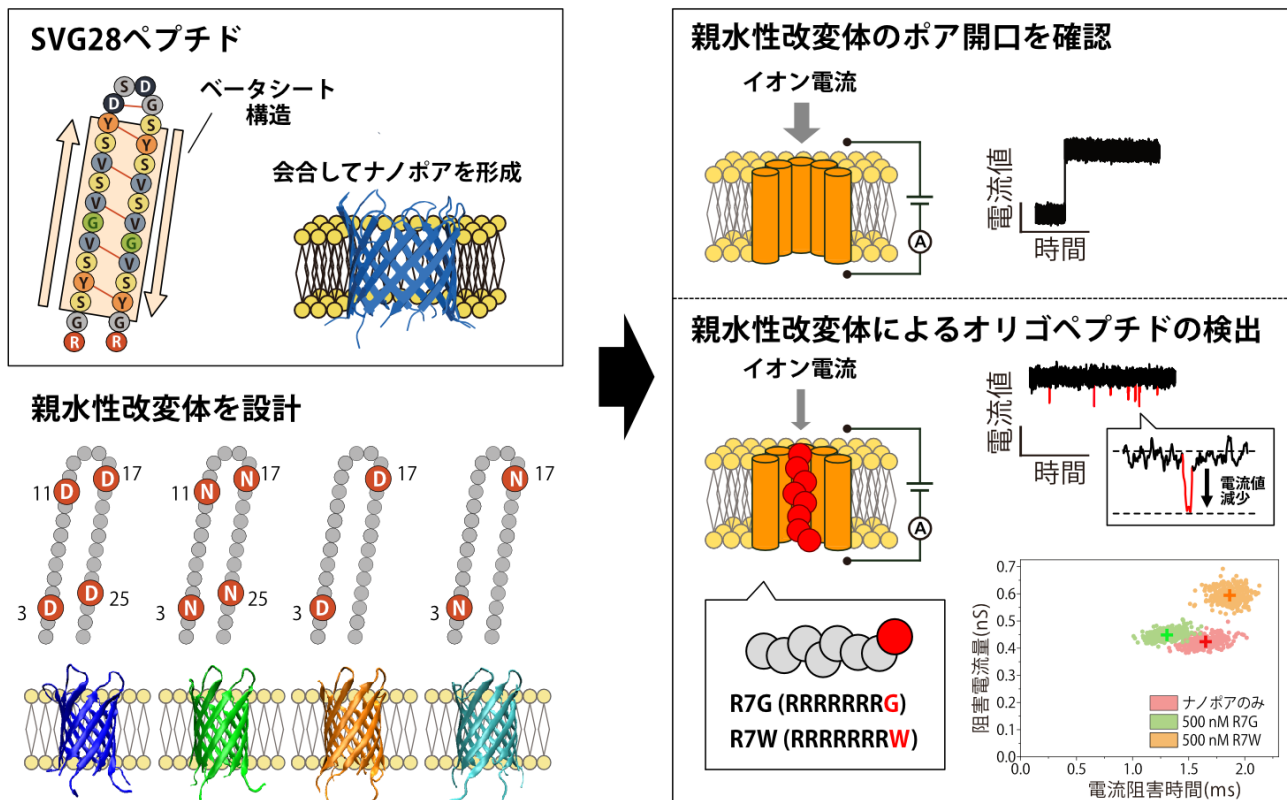 SVG28ペプチド
S D
D G
Y S
S Y
V S
S V
V S
G V
V G
S V
Y S
S Y
G G
R R
ベータシート
構造
会合してナノポアを形成
親水性改変体を設計
11 D D 17
3 D D 25
11 N N 17
3 N N 25
D 17
3 D
N 17
3 N
親水性改変体のポア開口を確認
イオン電流
A
電流値
時間
親水性改変体によるオリゴペプチドの検出
イオン電流
A
電流値
時間
電流値
減少
R7G (RRRRRRRG)
R7W (RRRRRRRW)
阻害電流量(nS)
0.7
0.6
0.5
0.4
0.3
0.2
0.1
0.0
ナノポアのみ
500 nM R7G
500 nM R7W
0.0 0.5 1.0 1.5 2.0
電流阻害時間(ms)